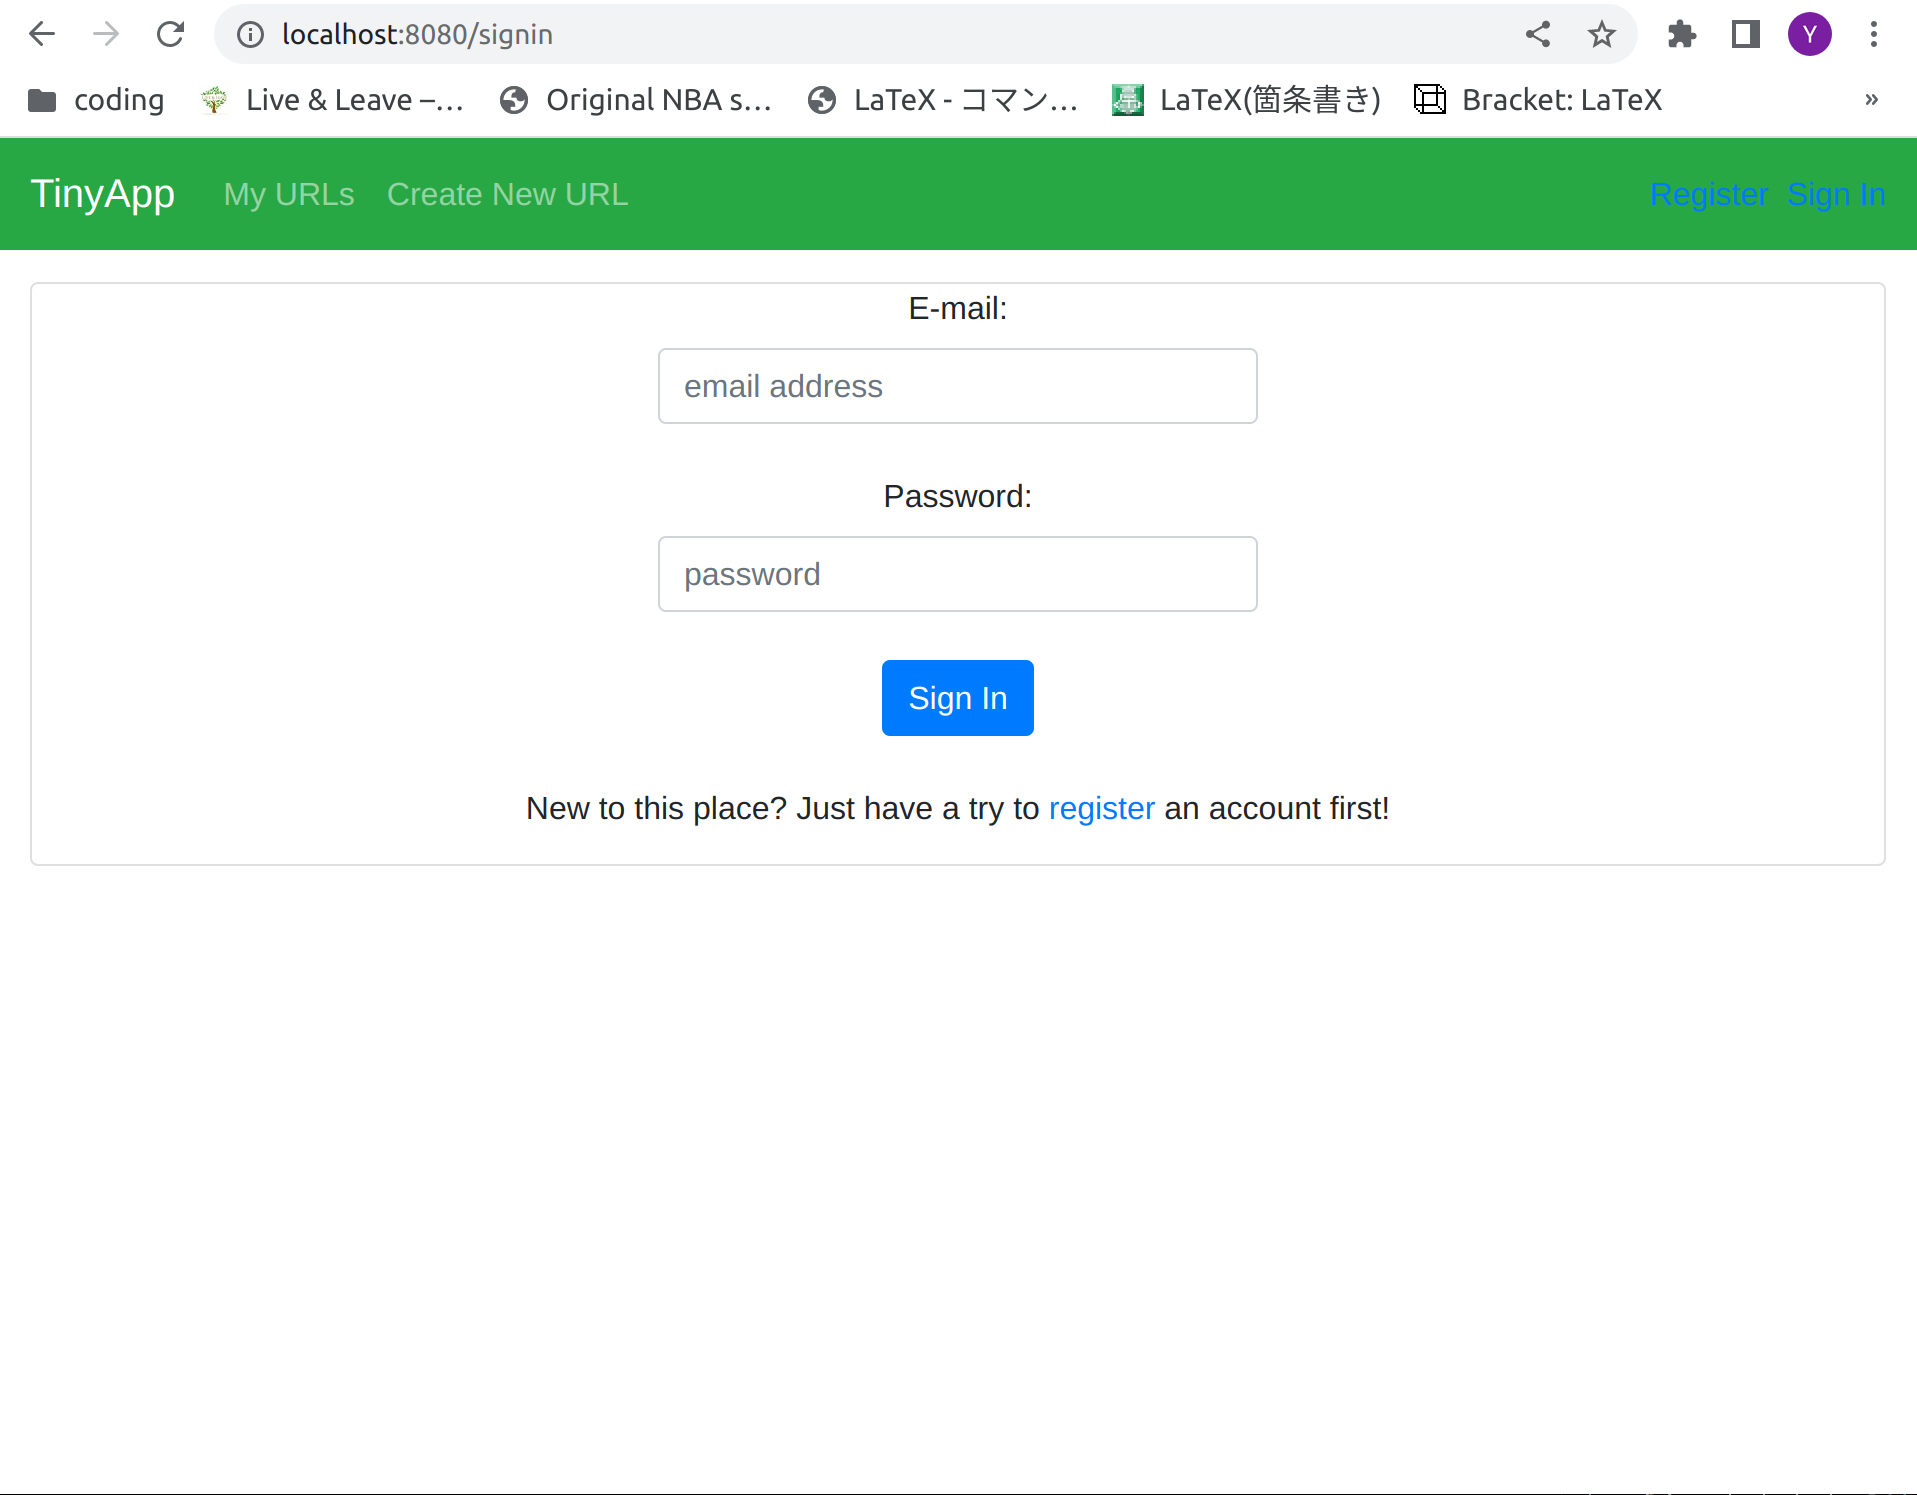 localhost:8080/signin
Y
coding
Live & Leave –...
Original NBA s...
LaTeX - コマン...
LaTeX(箇条書き)
Bracket: LaTeX
»
TinyApp
My URLs
Create New URL
Register
Sign In
E-mail:
email address
Password:
password
Sign In
New to this place? Just have a try to register an account first!